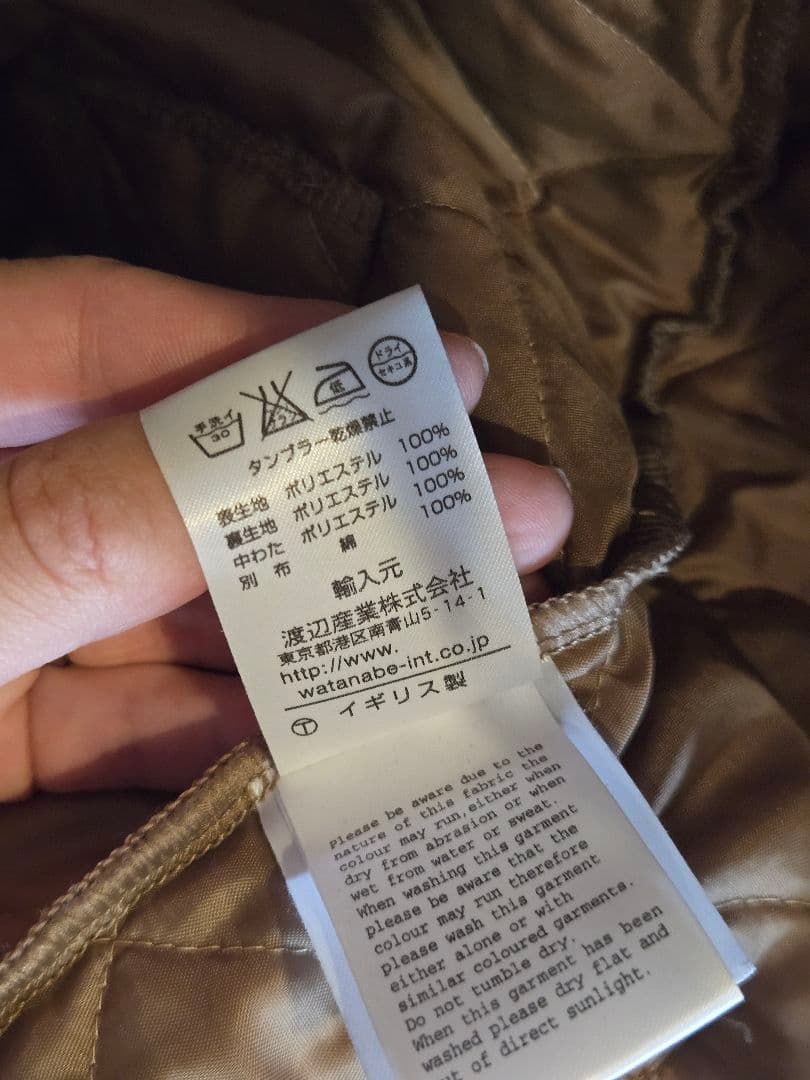 手洗イ
30
エンソサラシ
低
ドライ
セキユ系
タンブラー乾燥禁止
表生地 ポリエステル 100%
裏生地 ポリエステル 100%
中わた ポリエステル 100%
別 布 綿 100%
輸入元
渡辺産業株式会社
東京都港区南青山5-14-1
http://www.
watanabe-int.co.jp
Ⓣ イギリス製
Please be aware due to the
nature of this fabric the
colour may run,either when
dry from abrasion or when
wet from water or sweat.
When washing this garment
please be aware that the
colour may run therefore
please wash this garment
either alone or with
similar coloured garments.
Do not tumble dry.
When this garment has been
washed please dry flat and
of direct sunlight.